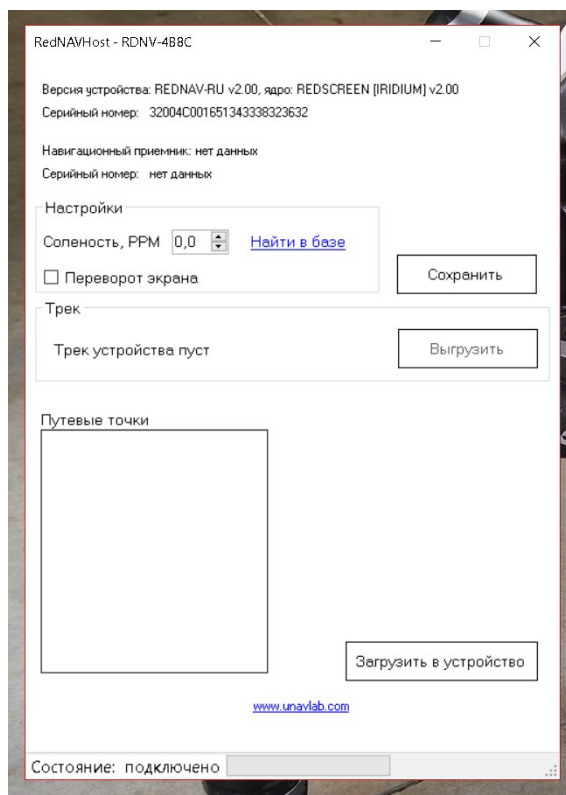 RedNAVHost - RDNV-4B8C
Версия устройства: REDNAV-RU v2.00, ядро: REDSCREEN [IRIDIUM] v2.00
Серийный номер: 32004C001651343338323632
Навигационный приемник: нет данных
Серийный номер: нет данных
Настройки
Соленость, PPM 0,0 Найти в базе
Переворот экрана
Сохранить
Трек
Трек устройства пуст
Выгрузить
Путевые точки
Загрузить в устройство
www.unavlab.com
Состояние: подключено